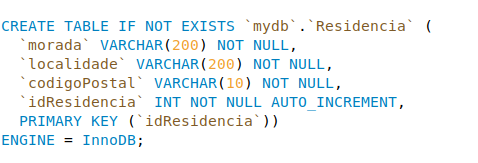 CREATE TABLE IF NOT EXISTS `mydb`.`Residencia` (
`morada` VARCHAR(200) NOT NULL,
`localidade` VARCHAR(200) NOT NULL,
`codigoPostal` VARCHAR(10) NOT NULL,
`idResidencia` INT NOT NULL AUTO_INCREMENT,
PRIMARY KEY (`idResidencia`))
ENGINE = InnoDB;